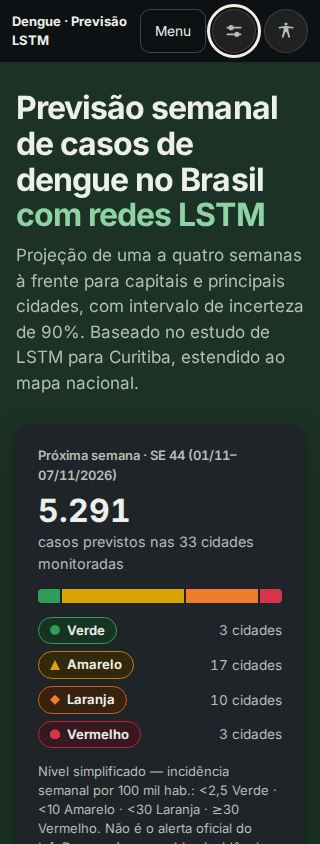 Dengue · Previsão
LSTM
Menu
Previsão semanal
de casos de
dengue no Brasil
com redes LSTM
Projeção de uma a quatro semanas
à frente para capitais e principais
cidades, com intervalo de incerteza
de 90%. Baseado no estudo de
LSTM para Curitiba, estendido ao
mapa nacional.
Próxima semana · SE 44 (01/11–
07/11/2026)
5.291
casos previstos nas 33 cidades
monitoradas
Verde 3 cidades
Amarelo 17 cidades
Laranja 10 cidades
Vermelho 3 cidades
Nível simplificado — incidência
semanal por 100 mil hab.: <2,5 Verde ·
<10 Amarelo · <30 Laranja · ≥30
Vermelho. Não é o alerta oficial do